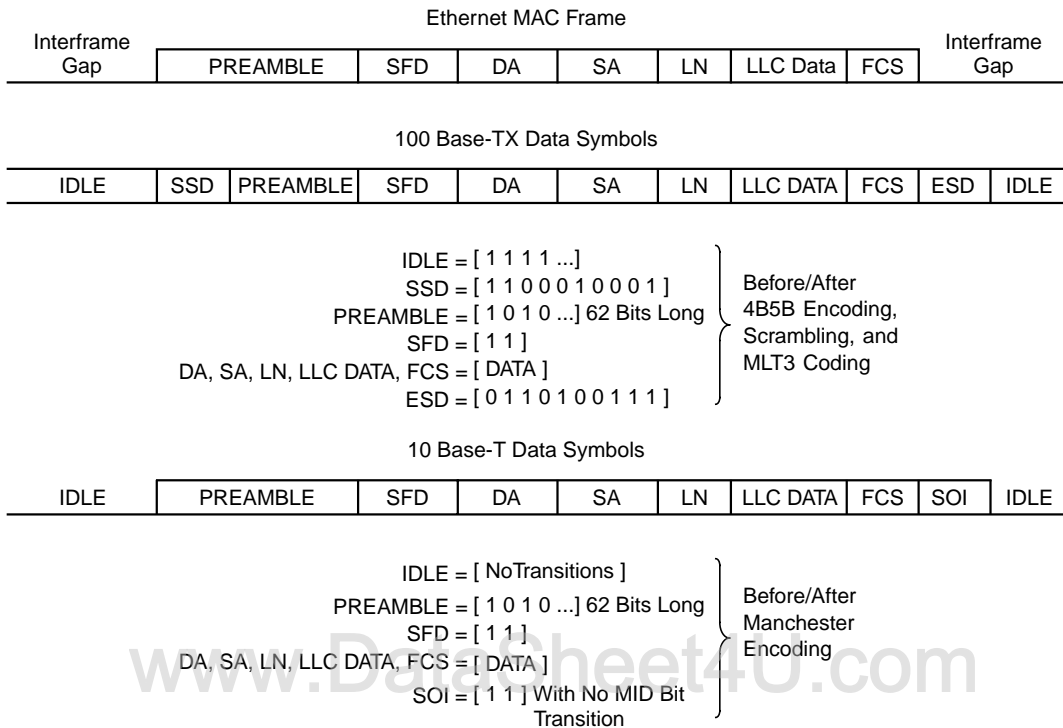 Ethernet MAC Frame
Interframe Gap PREAMBLE SFD DA SA LN LLC Data FCS Interframe Gap
100 Base-TX Data Symbols
IDLE SSD PREAMBLE SFD DA SA LN LLC DATA FCS ESD IDLE
IDLE = [ 1 1 1 1 ...]
SSD = [ 1 1 0 0 0 1 0 0 0 1 ]
PREAMBLE = [ 1 0 1 0 ...] 62 Bits Long
SFD = [ 1 1 ]
DA, SA, LN, LLC DATA, FCS = [ DATA ]
ESD = [ 0 1 1 0 1 0 0 1 1 1 ]
Before/After
4B5B Encoding,
Scrambling, and
MLT3 Coding
10 Base-T Data Symbols
IDLE PREAMBLE SFD DA SA LN LLC DATA FCS SOI IDLE
IDLE = [ NoTransitions ]
PREAMBLE = [ 1 0 1 0 ...] 62 Bits Long
SFD = [ 1 1 ]
DA, SA, LN, LLC DATA, FCS = [ DATA ]
SOI = [ 1 1 ] With No MID Bit
Transition
Before/After
Manchester
Encoding
www.DataSheet4U.com